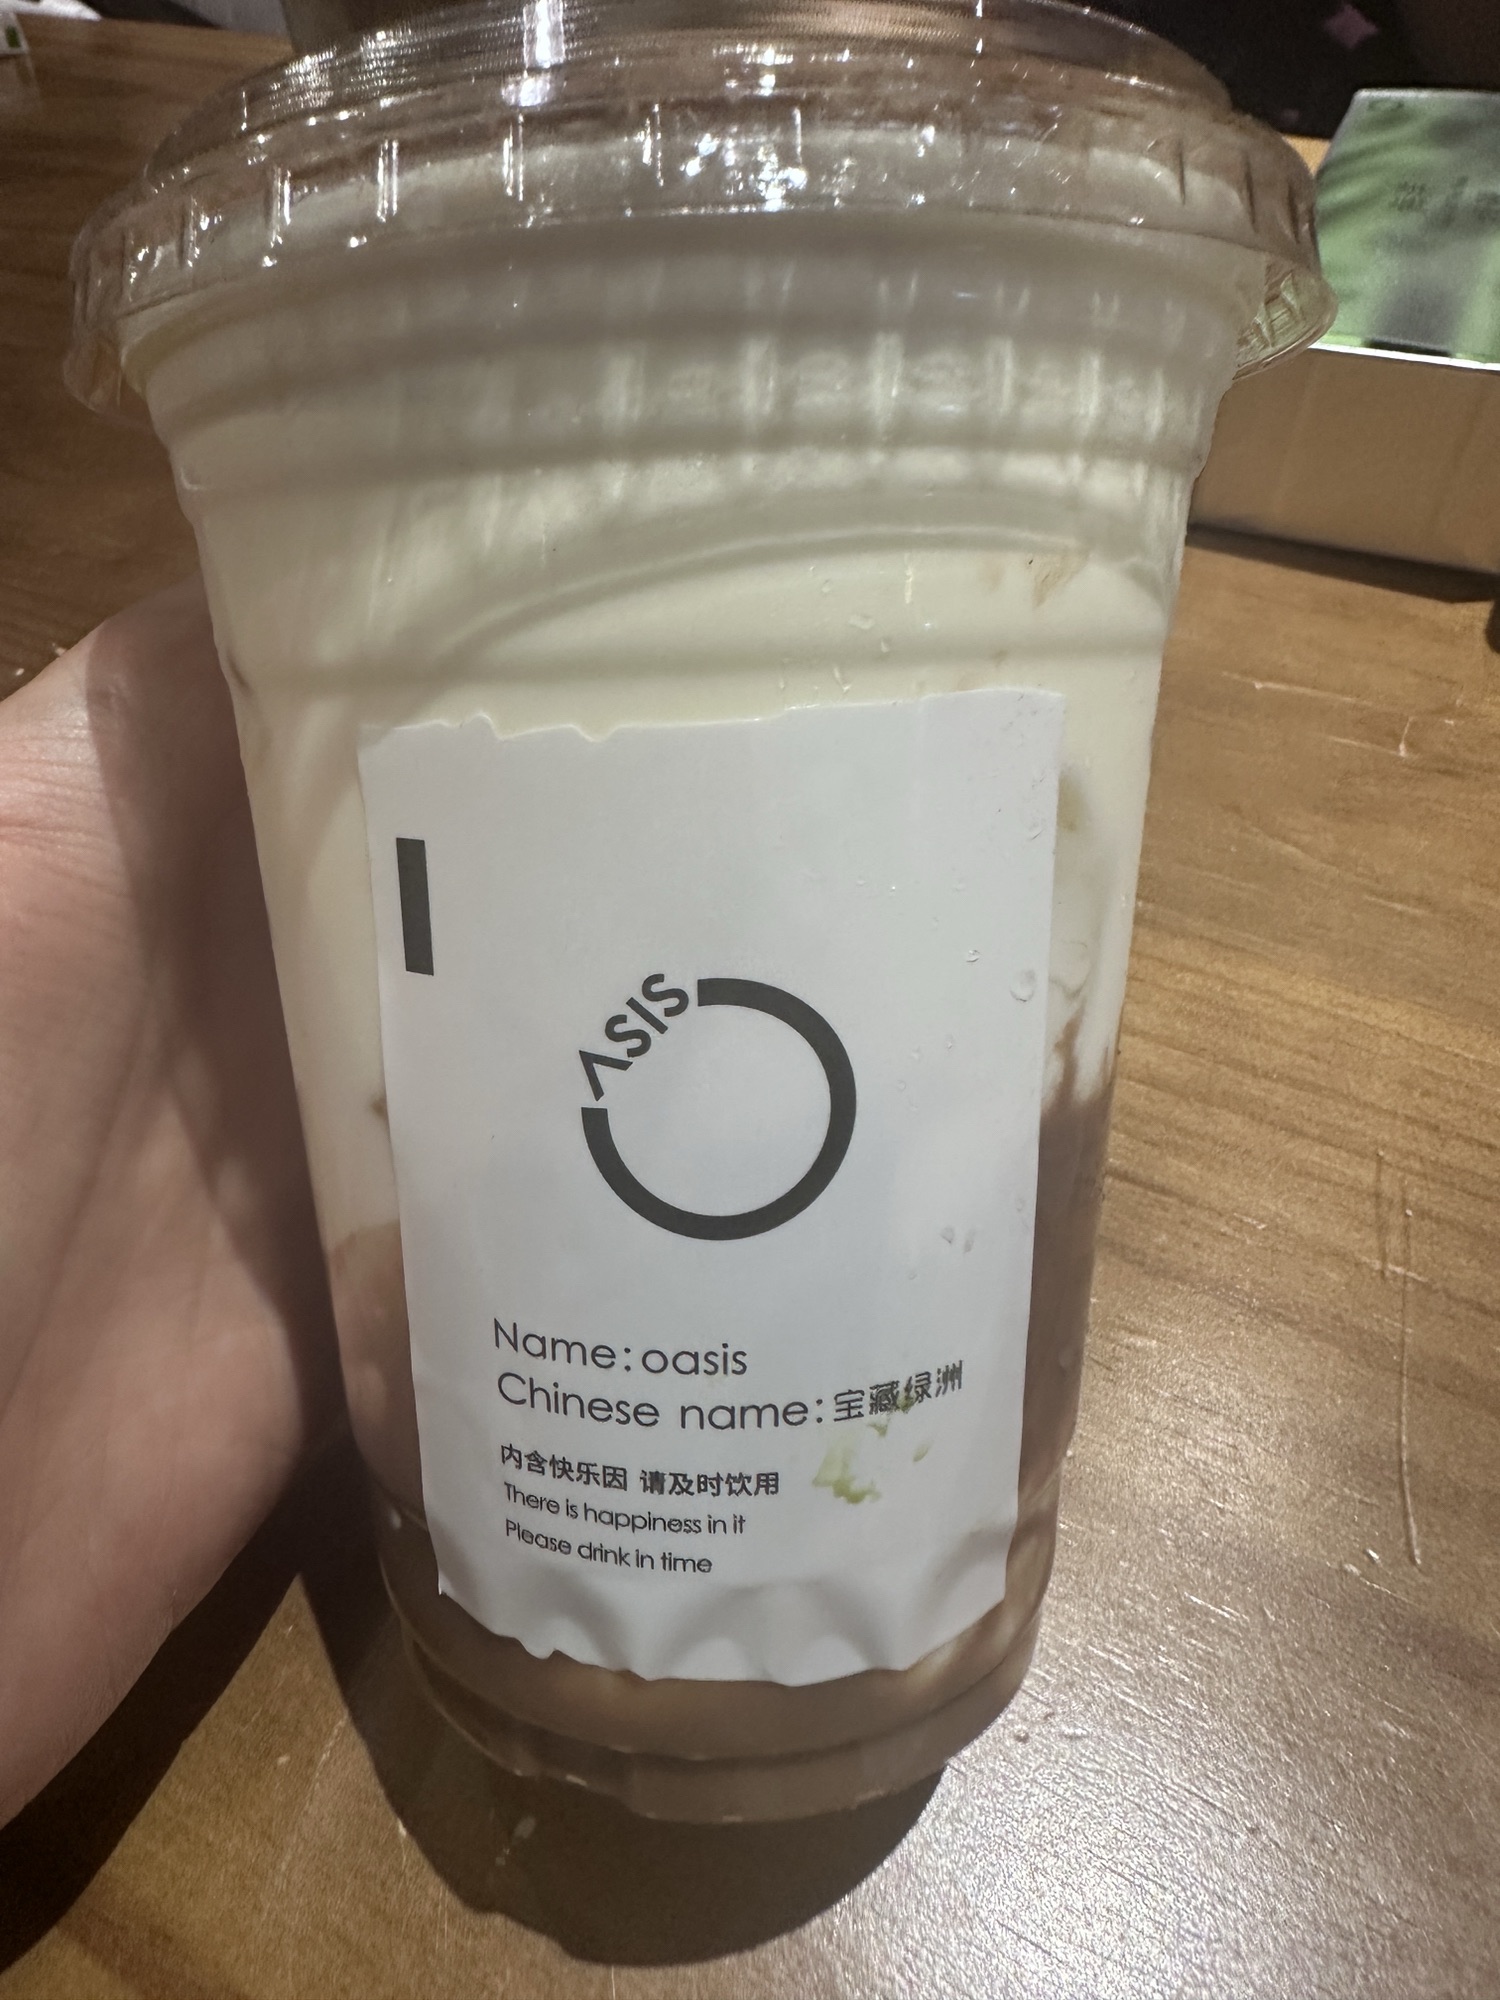 ASIS
Name: oasis
Chinese name: 宝藏绿洲
内含快乐因 请及时饮用
There is happiness in it
Please drink in time